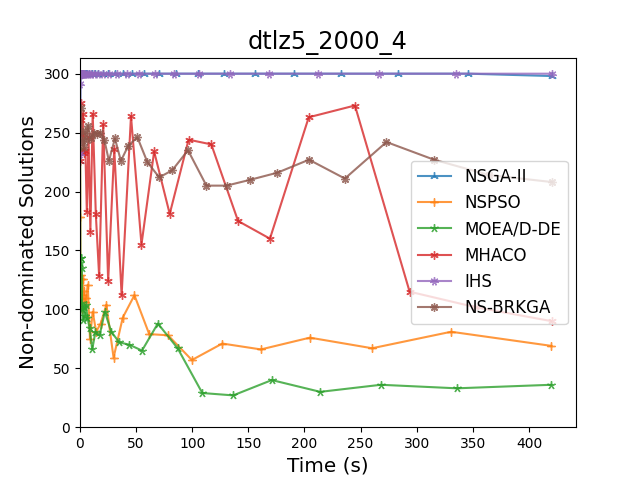 dtlz5_2000_4
Non-dominated Solutions
300
250
200
150
100
50
0
0 50 100 150 200 250 300 350 400
Time (s)
NSGA-II
NSPSO
MOEA/D-DE
MHACO
IHS
NS-BRKGA